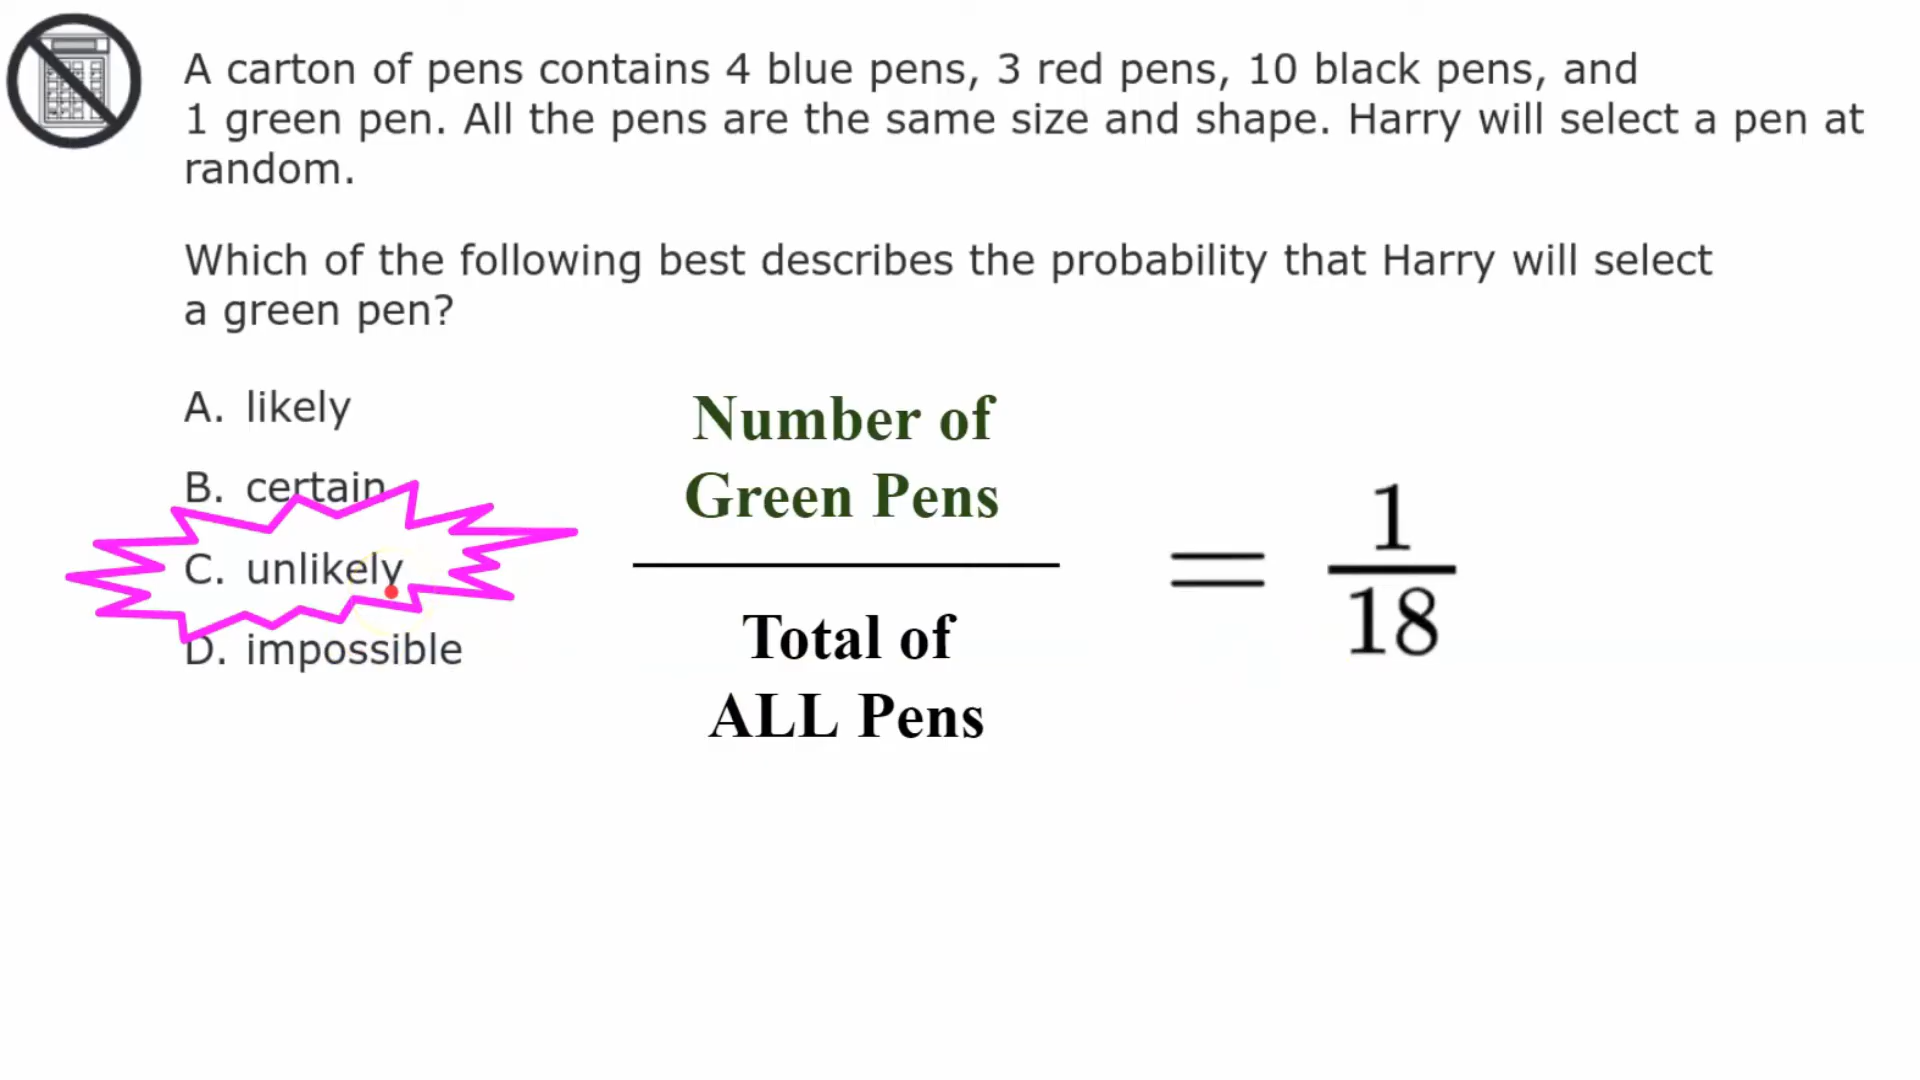 A carton of pens contains 4 blue pens, 3 red pens, 10 black pens, and
1 green pen. All the pens are the same size and shape. Harry will select a pen at
random.
Which of the following best describes the probability that Harry will select
a green pen?
A. likely
B. certain
C. unlikely
D. impossible
Number of
Green Pens
Total of
ALL Pens
=
1
18